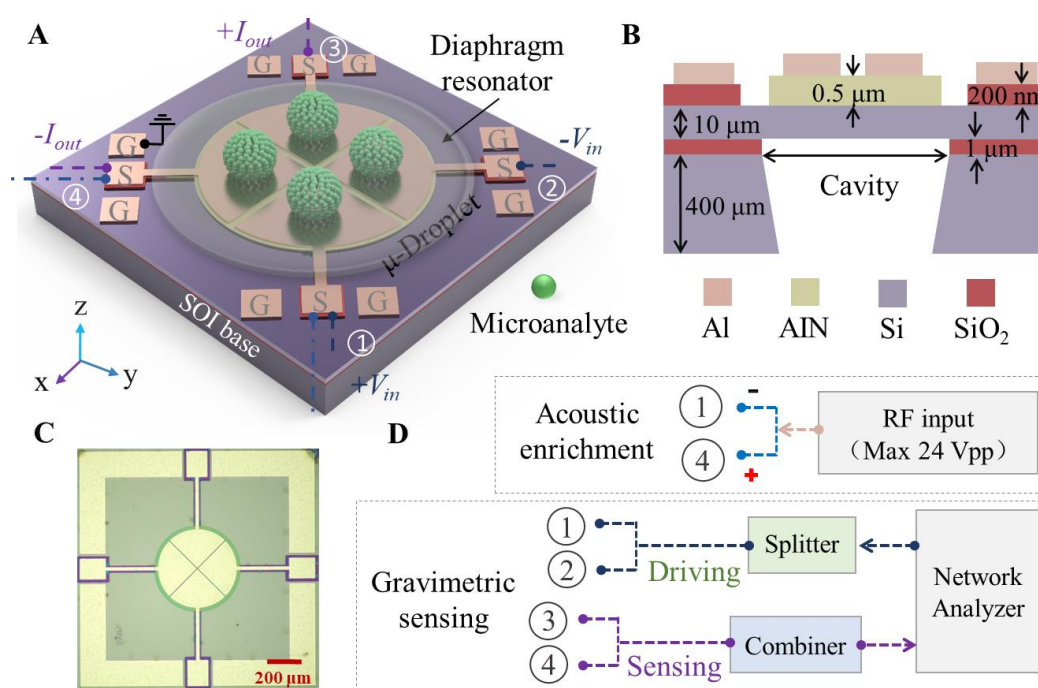 A
+Iout
③
G
S
G
Diaphragm
resonator
-Iout
G
S
④
G
-Vin
G
S
②
G
μ-Droplet
G
S
G
①
+Vin
SOI base
Microanalyte
z
x
y
B
0.5 μm
200 nm
10 μm
1 μm
Cavity
400 μm
Al
AlN
Si
SiO₂
C
200 μm
D
Acoustic
enrichment
1
-
4
+
RF input
(Max 24 Vpp)
Gravimetric
sensing
1
2
Driving
Splitter
3
4
Sensing
Combiner
Network
Analyzer